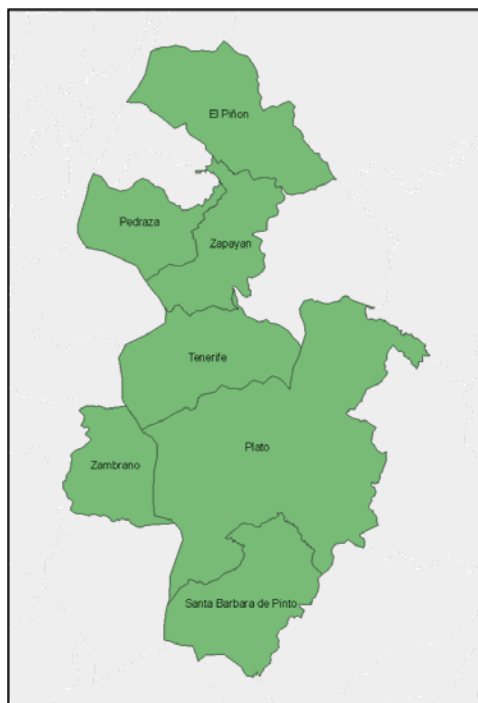 El Piñon
Pedraza
Zapayan
Tenerife
Plato
Zambrano
Santa Barbara de Pinto